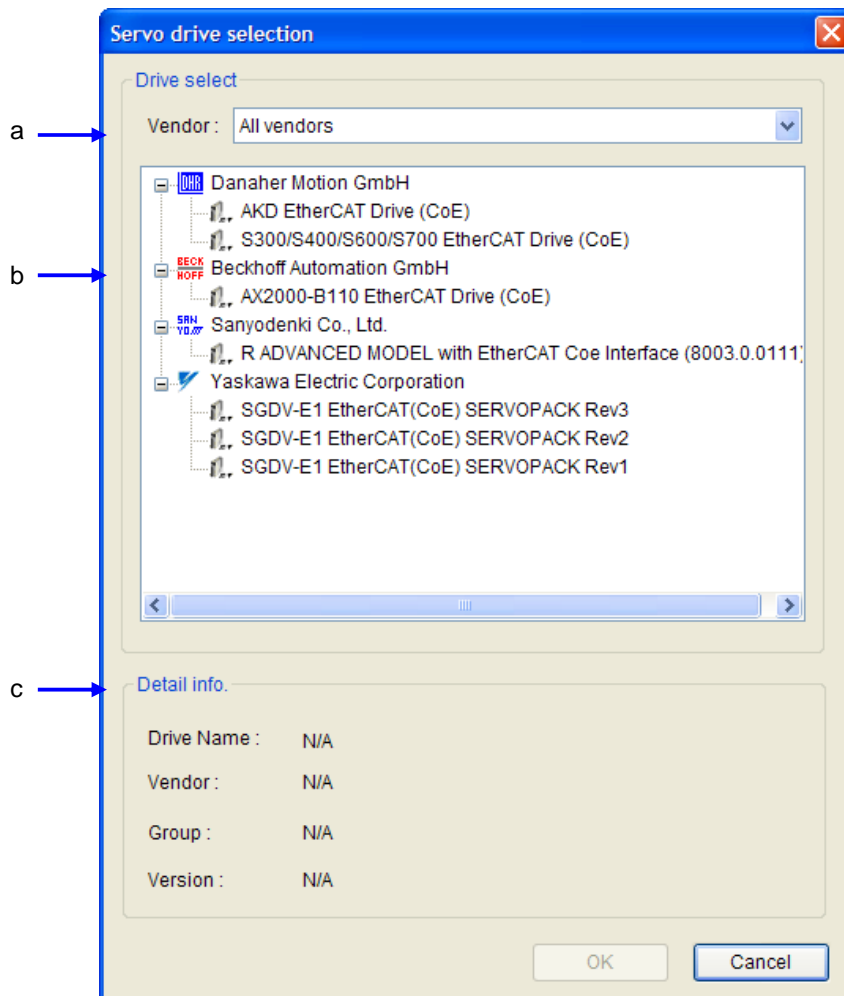 Servo drive selection
Drive select
a
Vendor : All vendors
DHR Danaher Motion GmbH
AKD EtherCAT Drive (CoE)
S300/S400/S600/S700 EtherCAT Drive (CoE)
b
BECK
HOFF Beckhoff Automation GmbH
AX2000-B110 EtherCAT Drive (CoE)
SAN
YO Sanyodenki Co., Ltd.
R ADVANCED MODEL with EtherCAT Coe Interface (8003.0.0111)
Yaskawa Electric Corporation
SGDV-E1 EtherCAT(CoE) SERVOPACK Rev3
SGDV-E1 EtherCAT(CoE) SERVOPACK Rev2
SGDV-E1 EtherCAT(CoE) SERVOPACK Rev1
c
Detail info.
Drive Name : N/A
Vendor : N/A
Group : N/A
Version : N/A
OK Cancel